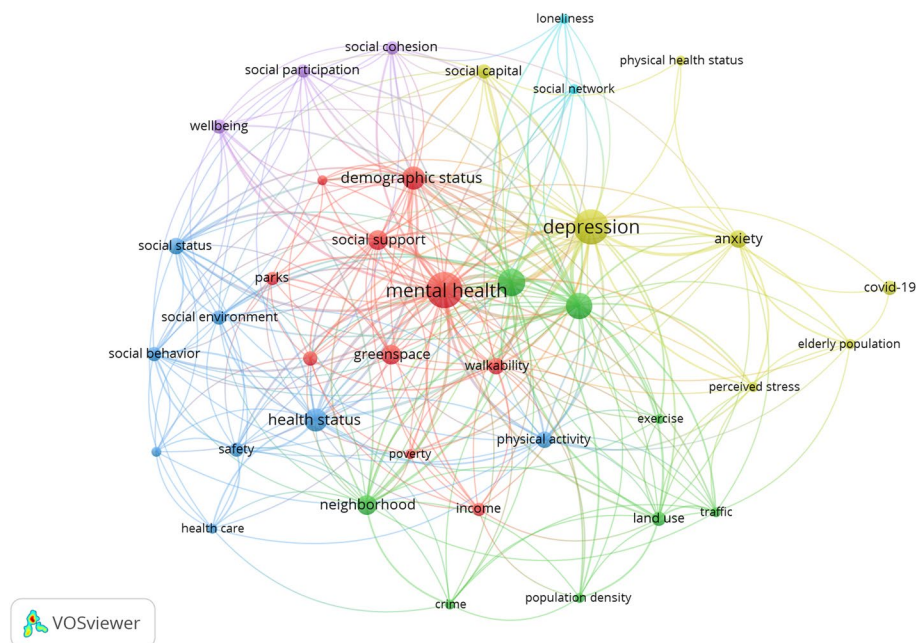 loneliness
social cohesion
physical health status
social participation
social capital
social network
wellbeing
demographic status
depression
social support
anxiety
social status
parks
mental health
covid-19
social environment
elderly population
social behavior
greenspace
walkability
perceived stress
health status
exercise
physical activity
safety
poverty
neighborhood
income
traffic
land use
health care
crime
population density
VOSviewer